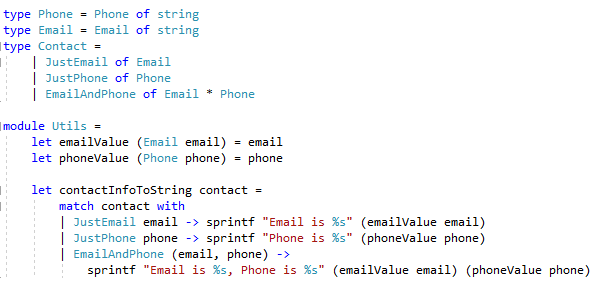 type Phone = Phone of string
type Email = Email of string
type Contact =
    | JustEmail of Email
    | JustPhone of Phone
    | EmailAndPhone of Email * Phone

module Utils =
    let emailValue (Email email) = email
    let phoneValue (Phone phone) = phone

    let contactInfoToString contact =
        match contact with
        | JustEmail email -> sprintf "Email is %s" (emailValue email)
        | JustPhone phone -> sprintf "Phone is %s" (phoneValue phone)
        | EmailAndPhone (email, phone) ->
            sprintf "Email is %s, Phone is %s" (emailValue email) (phoneValue phone)